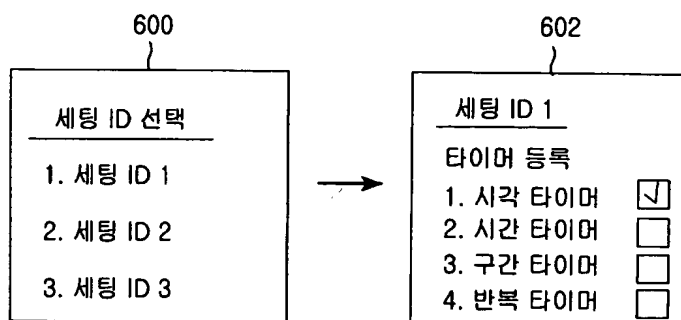 600
세팅 ID 선택
1. 세팅 ID 1
2. 세팅 ID 2
3. 세팅 ID 3
602
세팅 ID 1
타이머 등록
1. 시각 타이머
2. 시간 타이머
3. 구간 타이머
4. 반복 타이머